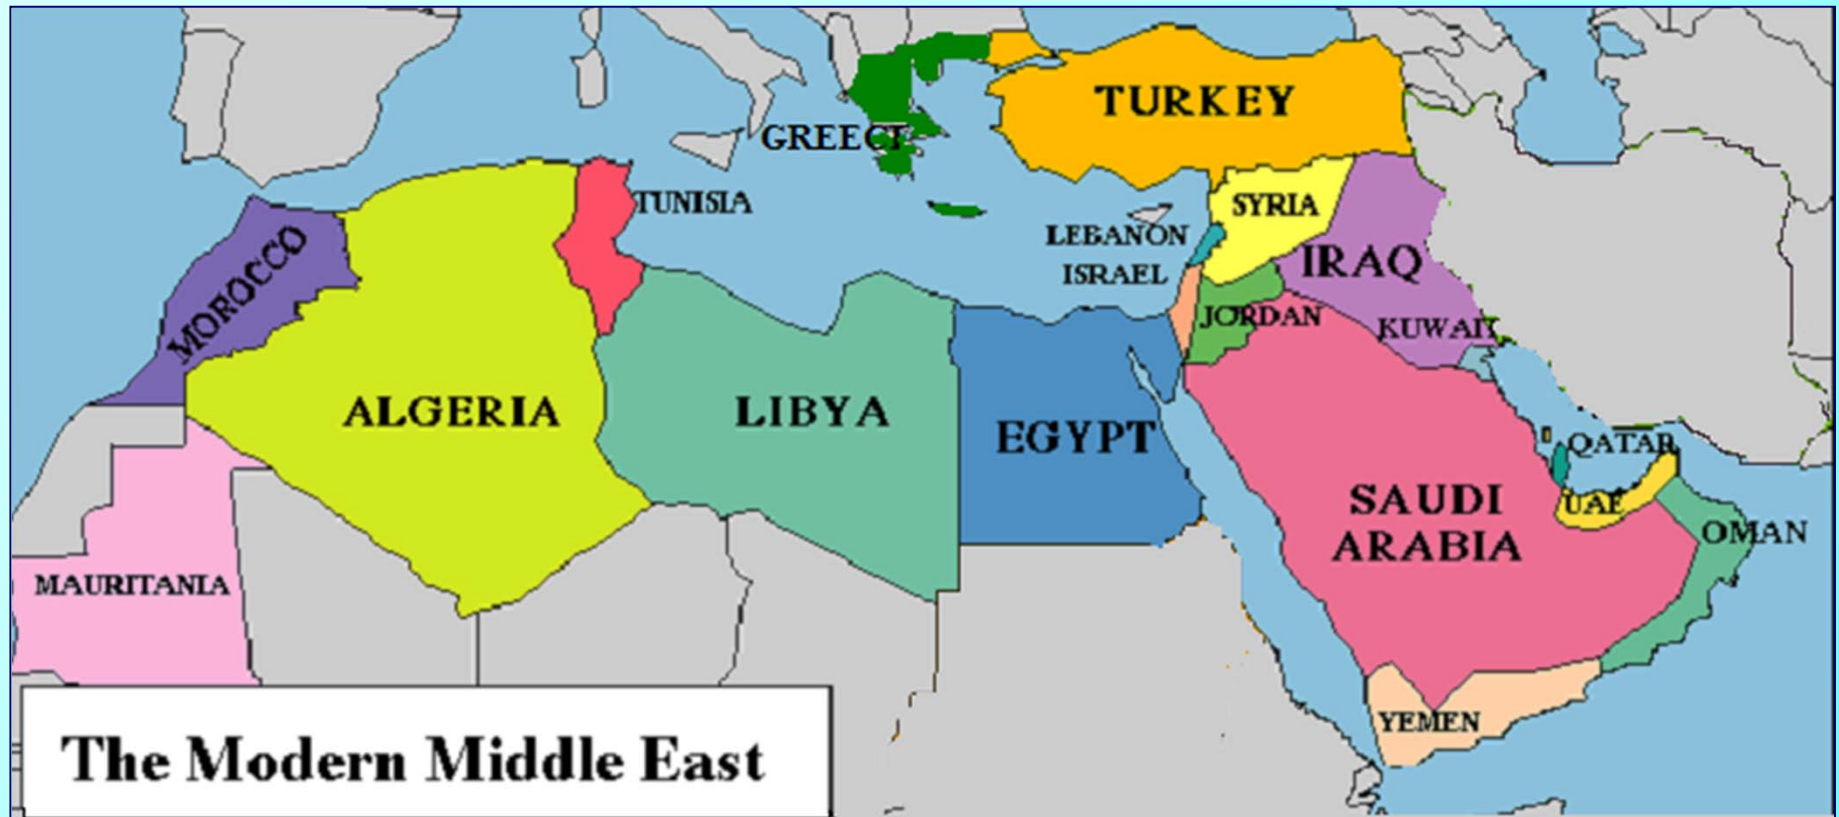 TURKEY
GREECE
TUNISIA
SYRIA
LEBANON
MOROCCO
IRAQ
ISRAEL
JORDAN
KUWAIT
ALGERIA
LIBYA
EGYPT
QATAR
SAUDI
ARABIA
UAE
OMAN
MAURITANIA
YEMEN
The Modern Middle East